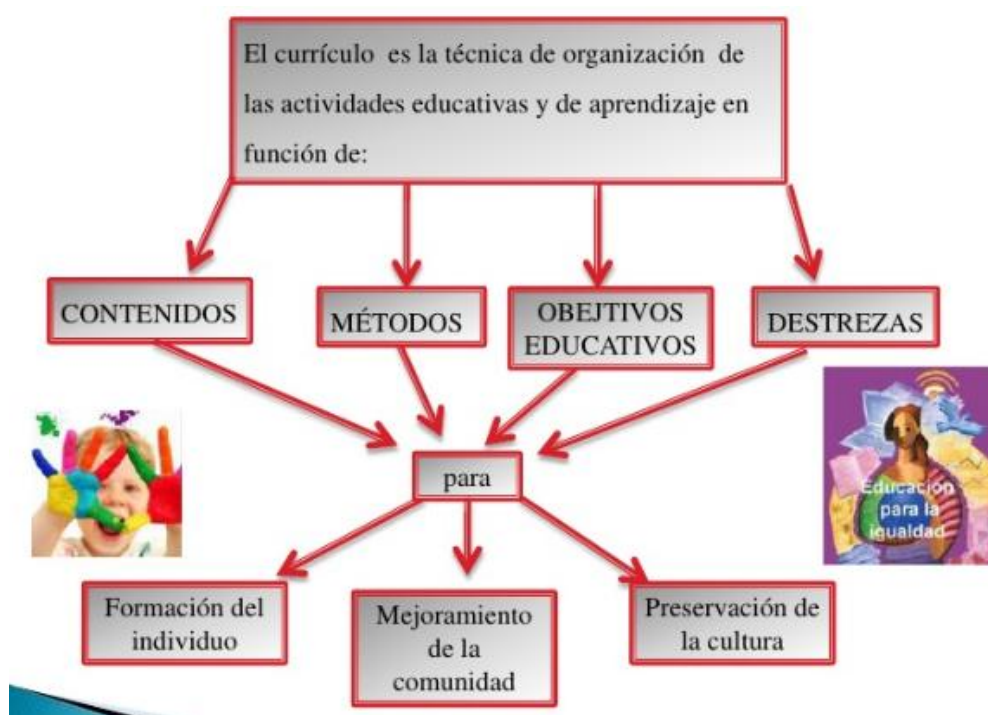 El currículo es la técnica de organización de
las actividades educativas y de aprendizaje en
función de:
CONTENIDOS
MÉTODOS
OBEJTIVOS
EDUCATIVOS
DESTREZAS
para
Educación
para la
igualdad
Formación del
individuo
Mejoramiento
de la
comunidad
Preservación de
la cultura